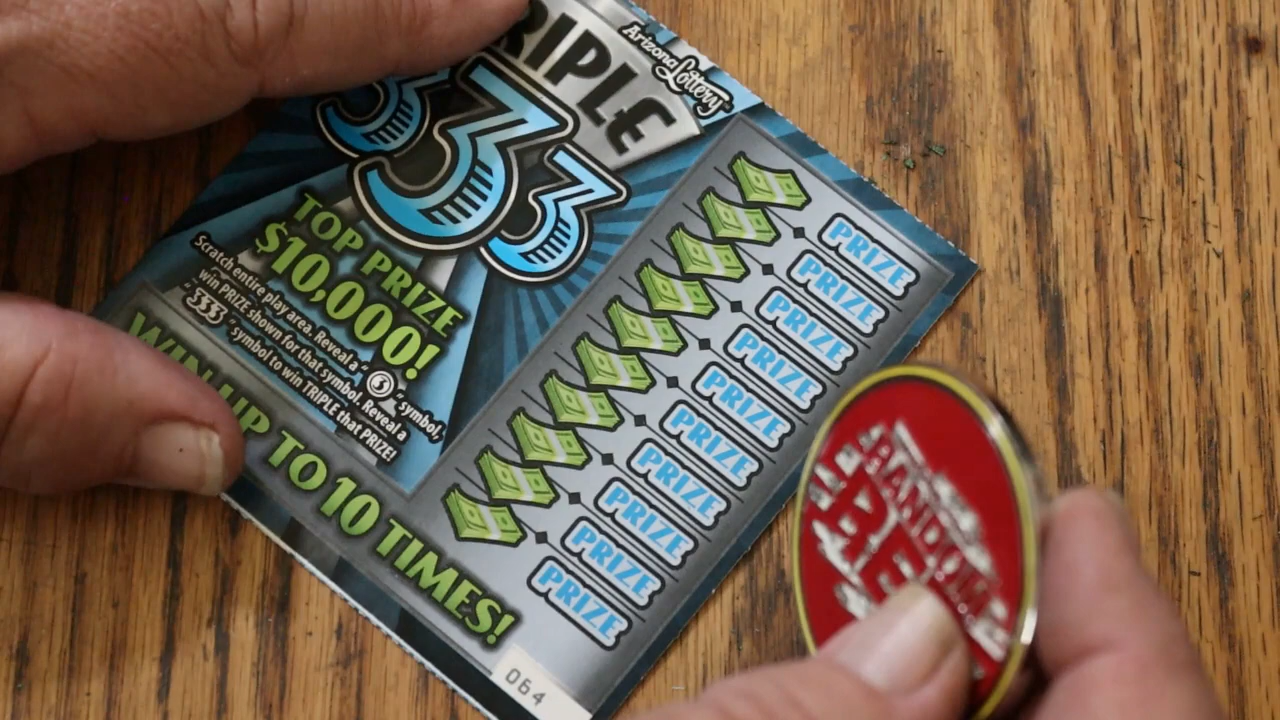 Arizona Lottery
TRIPLE
333
TOP PRIZE
$10,000!
Scratch entire play area. Reveal a "3" symbol,
win PRIZE shown for that symbol. Reveal a
"333" symbol to win TRIPLE that PRIZE!
WIN UP TO 10 TIMES!
PRIZE
PRIZE
PRIZE
PRIZE
PRIZE
PRIZE
PRIZE
PRIZE
PRIZE
PRIZE
064
RANDOM